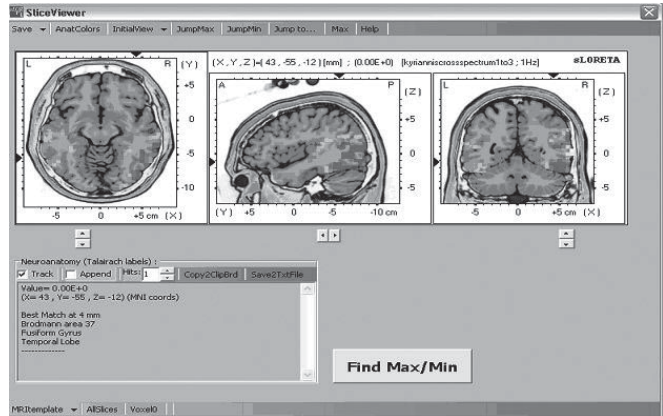 SliceViewer
Save AnatColors InitialView JumpMax JumpMin Jump to... Max Help
L R (Y)
+5
0
-5
-10
-5 0 +5 cm (X)
(X,Y,Z)=(43,-55,-12)[mm] ; (0.00E+0) [kyrianniscrossspectrum1to3 ; 1Hz] sLORETA
A P (Z)
+5
0
-5
(Y) +5 0 -5 -10 cm
L R (Z)
+5
0
-5
-5 0 +5 cm (X)
Neuroanatomy (Talairach labels) :
Track Append Hits: 1 Copy2ClipBrd Save2TxtFile
Value= 0.00E+0
(X= 43 , Y= -55 , Z= -12) (MNI coords)
Best Match at 4 mm
Brodmann area 37
Fusiform Gyrus
Temporal Lobe
-------------
Find Max/Min
MRItemplate AllSlices Voxel0